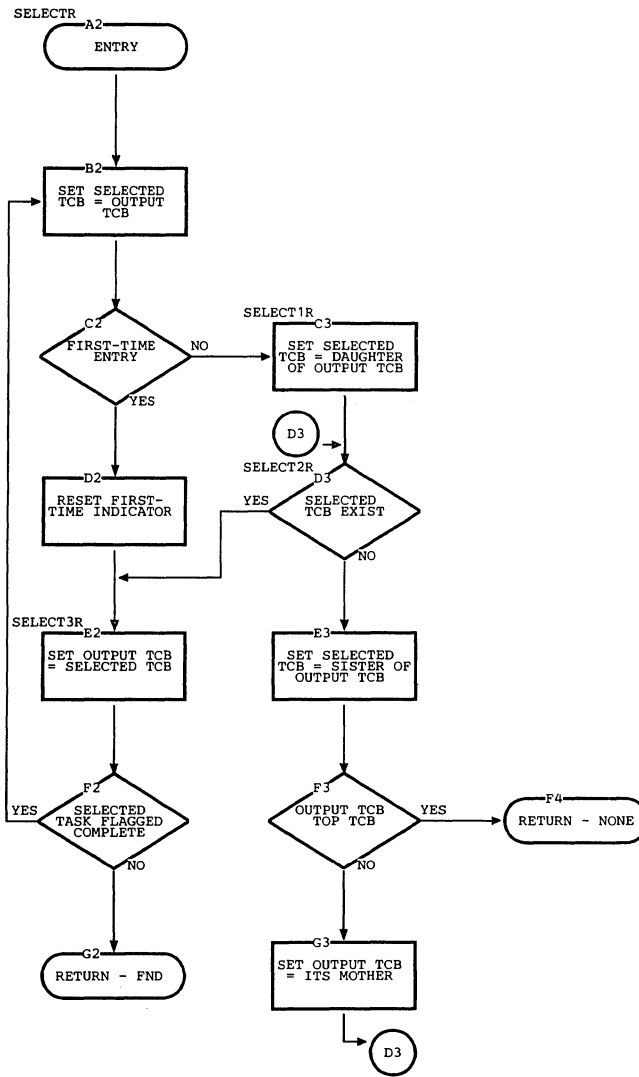 SELECTR
A2
ENTRY
B2
SET SELECTED
TCB = OUTPUT
TCB
C2
FIRST-TIME
ENTRY
NO
YES
SELECT1R
C3
SET SELECTED
TCB = DAUGHTER
OF OUTPUT TCB
D3
SELECT2R
D2
RESET FIRST-
TIME INDICATOR
YES
D3
SELECTED
TCB EXIST
NO
SELECT3R
E2
SET OUTPUT TCB
= SELECTED TCB
E3
SET SELECTED
TCB = SISTER OF
OUTPUT TCB
YES
F2
SELECTED
TASK FLAGGED
COMPLETE
NO
F3
OUTPUT TCB
TOP TCB
YES
NO
F4
RETURN - NONE
G2
RETURN - FND
G3
SET OUTPUT TCB
= ITS MOTHER
D3